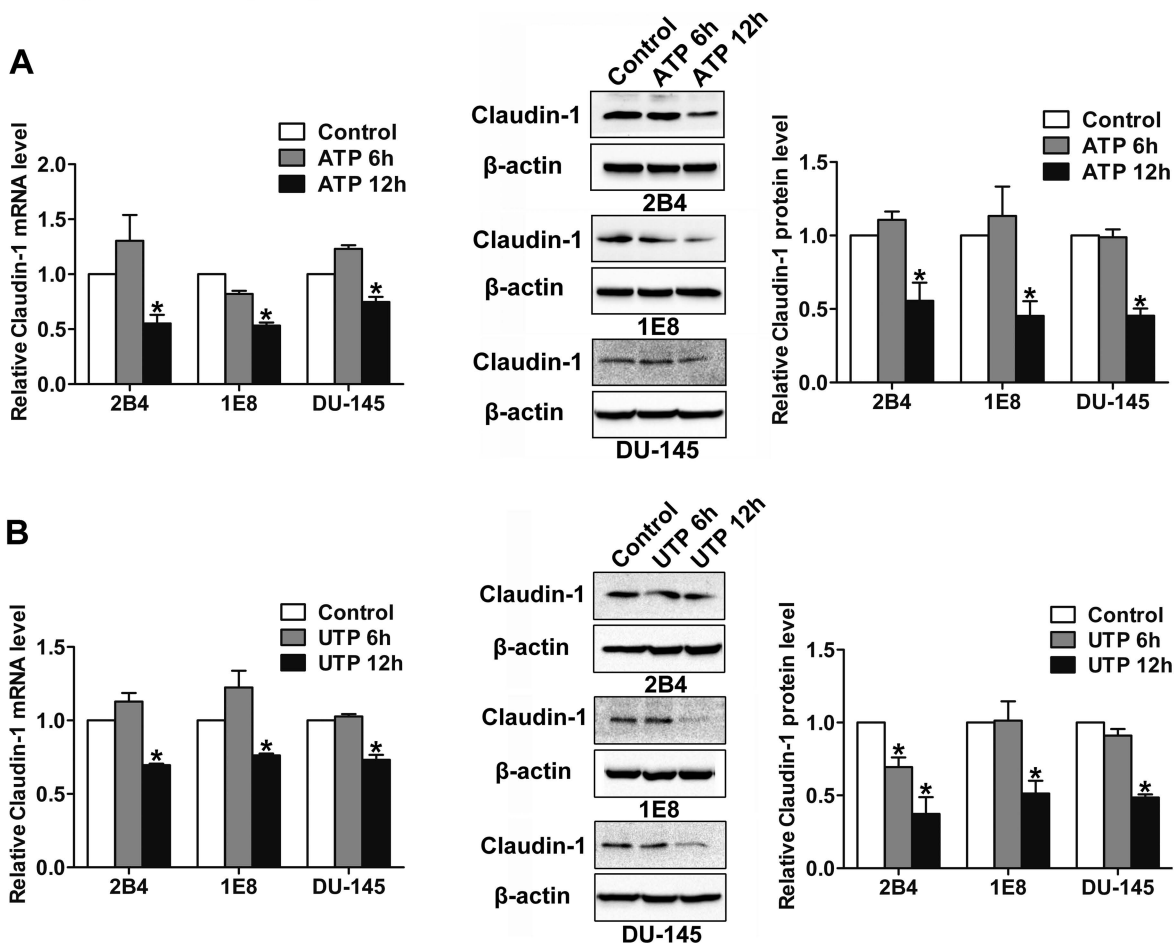 A
Control
ATP 6h
ATP 12h
Relative Claudin-1 mRNA level
2.0
1.5
1.0
0.5
0.0
2B4 1E8 DU-145
Control ATP 6h ATP 12h
Claudin-1
β-actin
2B4
Claudin-1
β-actin
1E8
Claudin-1
β-actin
DU-145
Control
ATP 6h
ATP 12h
Relative Claudin-1 protein level
1.5
1.0
0.5
0.0
2B4 1E8 DU-145
* * *
* * *
B
Control
UTP 6h
UTP 12h
Relative Claudin-1 mRNA level
1.5
1.0
0.5
0.0
2B4 1E8 DU-145
Control UTP 6h UTP 12h
Claudin-1
β-actin
2B4
Claudin-1
β-actin
1E8
Claudin-1
β-actin
DU-145
Control
UTP 6h
UTP 12h
Relative Claudin-1 protein level
1.5
1.0
0.5
0.0
2B4 1E8 DU-145
* * *
* * * *